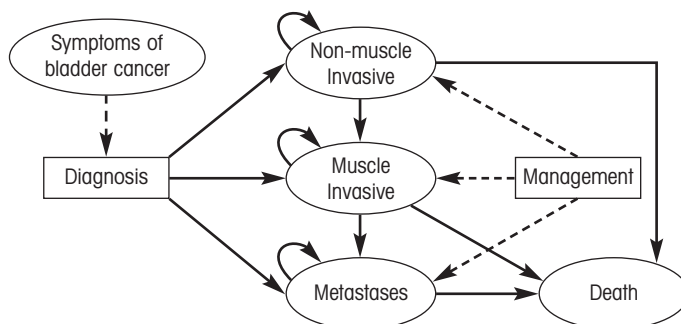 Symptoms of
bladder cancer
Non-muscle
Invasive
Diagnosis
Muscle
Invasive
Management
Metastases
Death